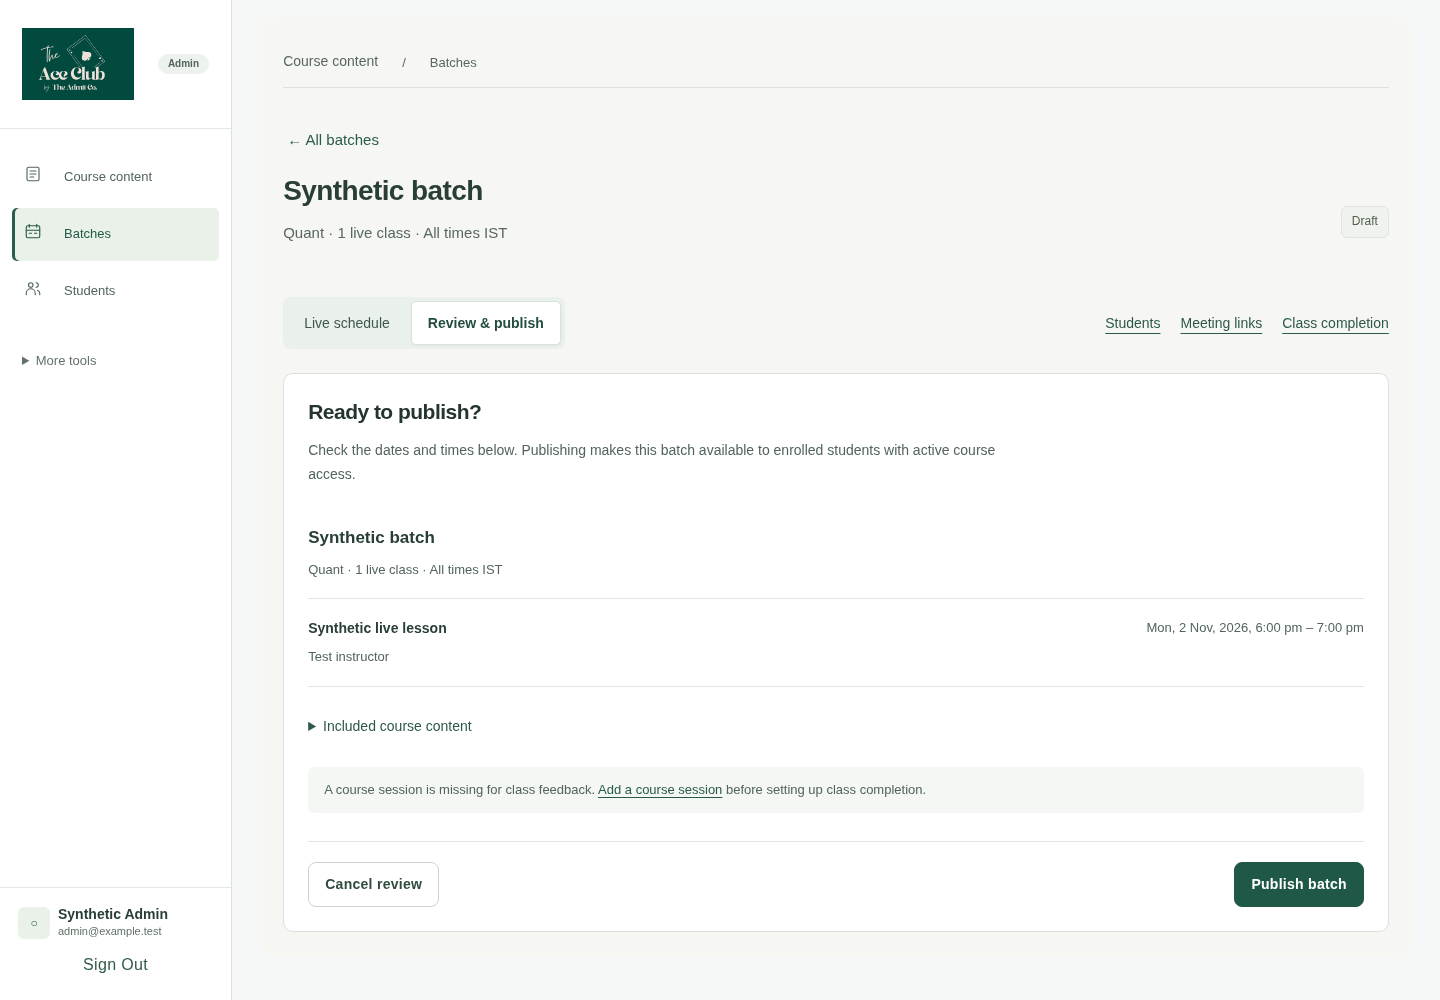 The
Ace Club
by The Admit Co.
Admin
Course content
Batches
Students
More tools
Synthetic Admin
admin@example.test
Sign Out
Course content / Batches
← All batches
Synthetic batch
Quant · 1 live class · All times IST
Draft
Live schedule
Review & publish
Students
Meeting links
Class completion
Ready to publish?
Check the dates and times below. Publishing makes this batch available to enrolled students with active course
access.
Synthetic batch
Quant · 1 live class · All times IST
Synthetic live lesson
Mon, 2 Nov, 2026, 6:00 pm – 7:00 pm
Test instructor
Included course content
A course session is missing for class feedback. Add a course session before setting up class completion.
Cancel review
Publish batch